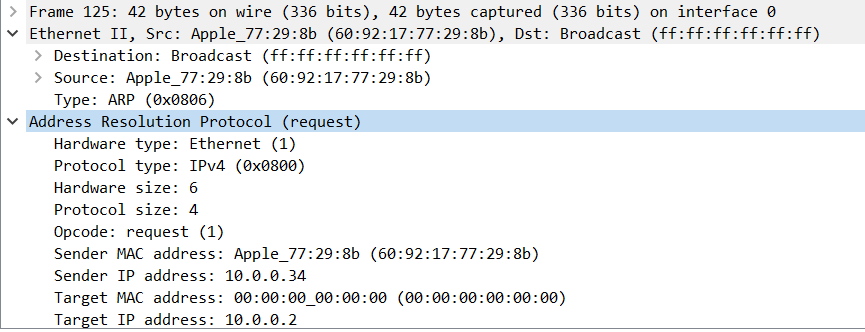 Frame 125: 42 bytes on wire (336 bits), 42 bytes captured (336 bits) on interface 0
Ethernet II, Src: Apple_77:29:8b (60:92:17:77:29:8b), Dst: Broadcast (ff:ff:ff:ff:ff:ff)
Destination: Broadcast (ff:ff:ff:ff:ff:ff)
Source: Apple_77:29:8b (60:92:17:77:29:8b)
Type: ARP (0x0806)
Address Resolution Protocol (request)
Hardware type: Ethernet (1)
Protocol type: IPv4 (0x0800)
Hardware size: 6
Protocol size: 4
Opcode: request (1)
Sender MAC address: Apple_77:29:8b (60:92:17:77:29:8b)
Sender IP address: 10.0.0.34
Target MAC address: 00:00:00_00:00:00 (00:00:00:00:00:00)
Target IP address: 10.0.0.2